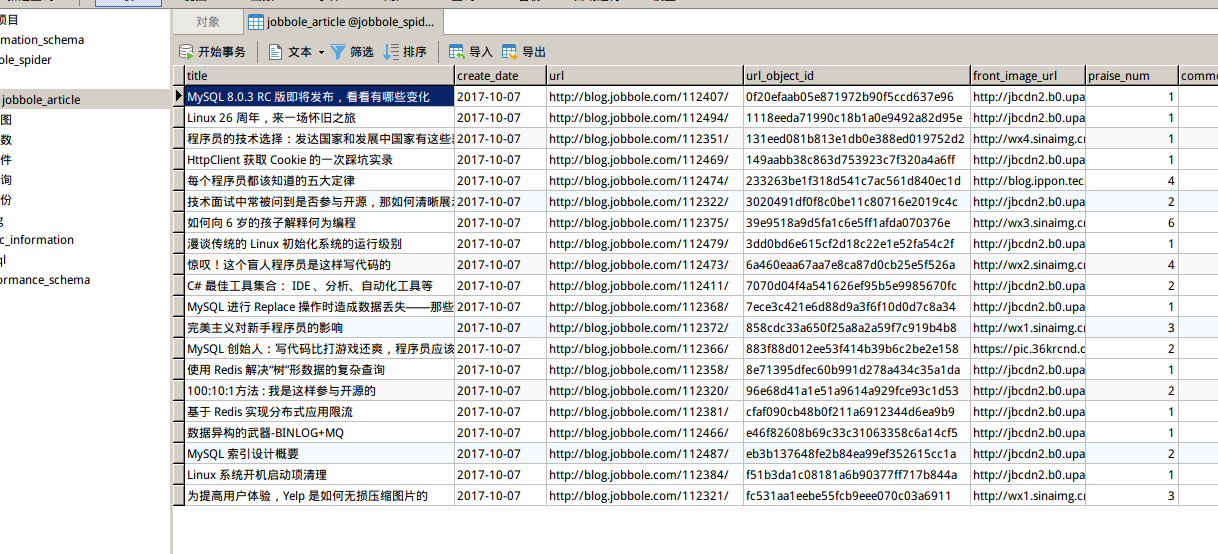 项目
mation_schema
ole_spider
jobbole_article
图
数
件
询
份
c_information
ql
ormance_schema
对象 jobbole_article @jobbole_spid...
开始事务 文本 筛选 排序 导入 导出
title create_date url url_object_id front_image_url praise_num comme
MySQL 8.0.3 RC 版即将发布，看看有哪些变化 2017-10-07 http://blog.jobbole.com/112407/ 0f20efaab05e871972b90f5ccd637e96 http://jbcdn2.b0.upa 1
Linux 26 周年，来一场怀旧之旅 2017-10-07 http://blog.jobbole.com/112494/ 1118eeda71990c18b1a0e9492a82d95e http://jbcdn2.b0.upa 1
程序员的技术选择：发达国家和发展中国家有这些 2017-10-07 http://blog.jobbole.com/112351/ 131eed081b813e1db0e388ed019752d2 http://wx4.sinaimg.cn 1
HttpClient 获取 Cookie 的一次踩坑实录 2017-10-07 http://blog.jobbole.com/112469/ 149aabb38c863d753923c7f320a4a6ff http://jbcdn2.b0.upa 1
每个程序员都该知道的五大定律 2017-10-07 http://blog.jobbole.com/112474/ 233263be1f318d541c7ac561d840ec1d http://blog.ippon.tec 4
技术面试中常被问到是否参与开源，那如何清晰展示 2017-10-07 http://blog.jobbole.com/112322/ 3020491df0f8c0be11c80716e2019c4c http://jbcdn2.b0.upa 2
如何向 6 岁的孩子解释何为编程 2017-10-07 http://blog.jobbole.com/112375/ 39e9518a9d5fa1c6e5ff1afda070376e http://wx3.sinaimg.cn 6
漫谈传统的 Linux 初始化系统的运行级别 2017-10-07 http://blog.jobbole.com/112479/ 3dd0bd6e615cf2d18c22e1e52fa54c2f http://jbcdn2.b0.upa 1
惊叹！这个盲人程序员是这样写代码的 2017-10-07 http://blog.jobbole.com/112473/ 6a460eaa67aa7e8ca87d0cb25e5f526a http://wx2.sinaimg.cn 4
C# 最佳工具集合： IDE 、分析、自动化工具等 2017-10-07 http://blog.jobbole.com/112411/ 7070d04f4a541626ef95b5e9985670fc http://jbcdn2.b0.upa 2
MySQL 进行 Replace 操作时造成数据丢失——那些 2017-10-07 http://blog.jobbole.com/112368/ 7ece3c421e6d88d9a3f6f10d0d7c8a34 http://jbcdn2.b0.upa 1
完美主义对新手程序员的影响 2017-10-07 http://blog.jobbole.com/112372/ 858cdc33a650f25a8a2a59f7c919b4b8 http://wx1.sinaimg.cn 3
MySQL 创始人：写代码比打游戏还爽，程序员应该 2017-10-07 http://blog.jobbole.com/112366/ 883f88d012ee53f414b39b6c2be2e158 https://pic.36krcnd.c 2
使用 Redis 解决“树”形数据的复杂查询 2017-10-07 http://blog.jobbole.com/112358/ 8e71395dfec60b991d278a434c35a1da http://jbcdn2.b0.upa 1
100:10:1方法 : 我是这样参与开源的 2017-10-07 http://blog.jobbole.com/112320/ 96e68d41a1e51a9614a929fce93c1d53 http://jbcdn2.b0.upa 2
基于 Redis 实现分布式应用限流 2017-10-07 http://blog.jobbole.com/112381/ cfaf090cb48b0f211a6912344d6ea9b9 http://jbcdn2.b0.upa 1
数据异构的武器-BINLOG+MQ 2017-10-07 http://blog.jobbole.com/112466/ e46f82608b69c33c31063358c6a14cf5 http://jbcdn2.b0.upa 1
MySQL 索引设计概要 2017-10-07 http://blog.jobbole.com/112487/ eb3b137648fe2b84ea99ef352615cc1a http://jbcdn2.b0.upa 2
Linux 系统开机启动项清理 2017-10-07 http://blog.jobbole.com/112384/ f51b3da1c08181a6b90377ff717b844a http://jbcdn2.b0.upa 1
为提高用户体验，Yelp 是如何无损压缩图片的 2017-10-07 http://blog.jobbole.com/112321/ fc531aa1eebe55fcb9eee070c03a6911 http://wx1.sinaimg.cn 3